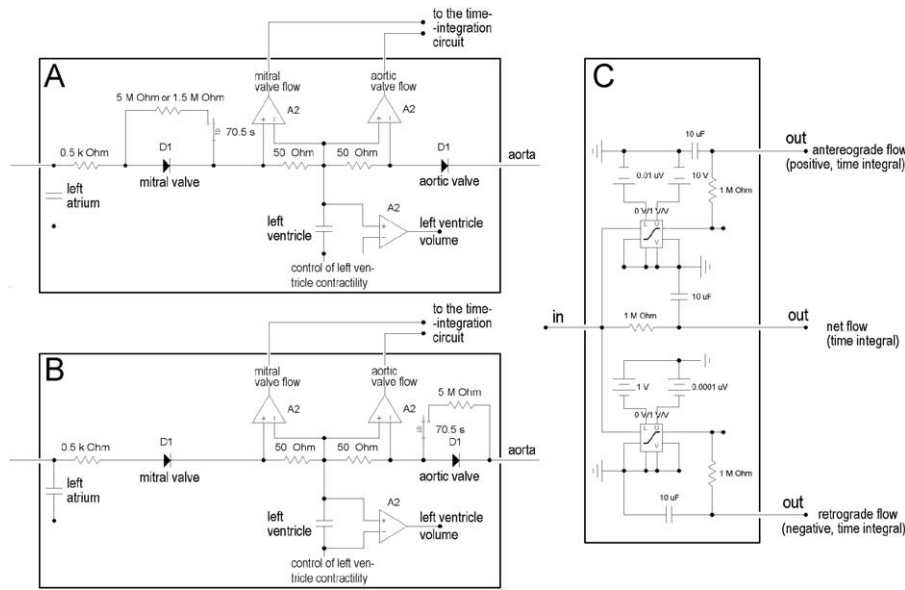 to the time-
-integration
circuit
A
mitral
valve flow
aortic
valve flow
5 M Ohm or 1.5 M Ohm
A2
A2
70.5 s
0.5 k Ohm
D1
50 Ohm
50 Ohm
D1
aorta
mitral valve
aortic valve
left
atrium
A2
left
ventricle
left ventricle
volume
control of left ven-
tricle contractility
to the time-
-integration
circuit
B
mitral
valve flow
aortic
valve flow
5 M Ohm
A2
A2
70.5 s
0.5 k Ohm
D1
50 Ohm
50 Ohm
D1
aorta
mitral valve
aortic valve
left
atrium
A2
left
ventricle
left ventricle
volume
control of left ven-
tricle contractility
C
10 uF
out
antereograde flow
(positive, time integral)
0.01 uV
10 V
1 M Ohm
0 V/1 V/V
L U
V
10 uF
in
1 M Ohm
out
net flow
(time integral)
1 V
0.0001 uV
0 V/1 V/V
L U
V
1 M Ohm
10 uF
out
retrograde flow
(negative, time integral)